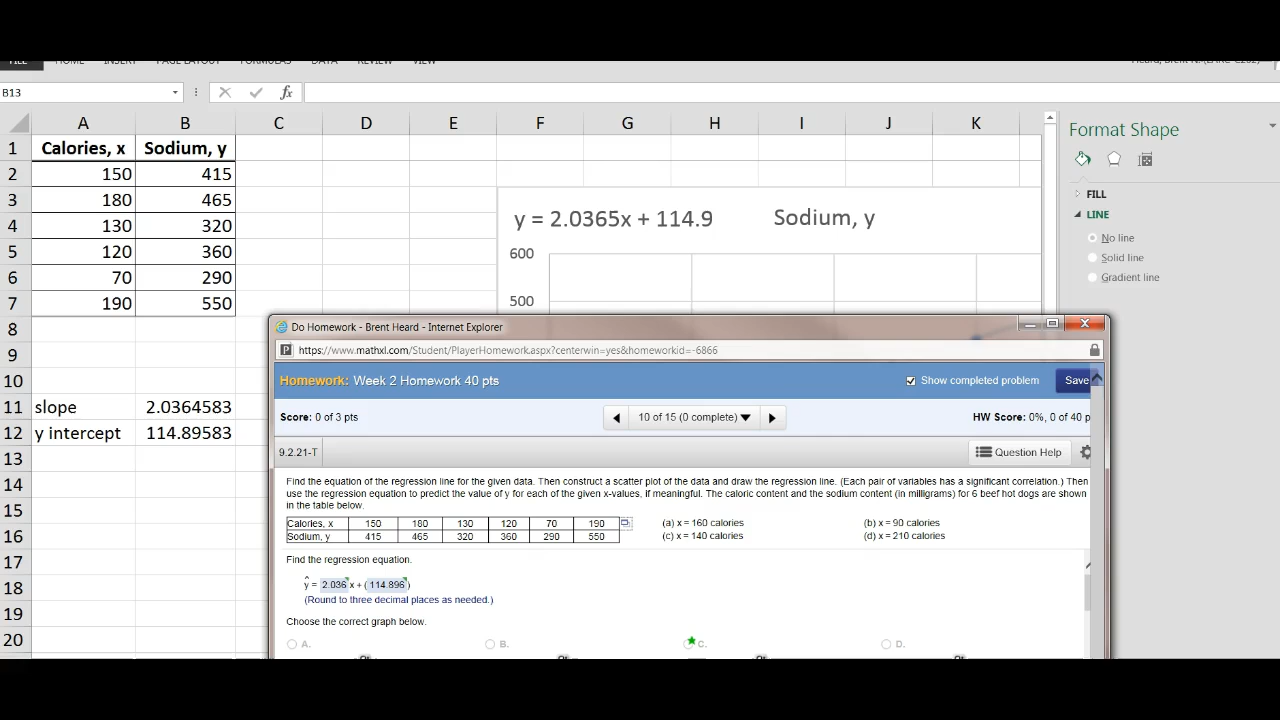 FILE HOME INSERT PAGE LAYOUT FORMULAS DATA REVIEW VIEW
B13 fx
A B C D E F G H I J K
1 Calories, x Sodium, y
2 150 415
3 180 465
4 130 320
5 120 360
6 70 290
7 190 550
8
9
10
11 slope 2.0364583
12 y intercept 114.89583
13
14
15
16
17
18
19
20
y = 2.0365x + 114.9 Sodium, y
600
500
Format Shape
FILL
LINE
No line
Solid line
Gradient line
Do Homework - Brent Heard - Internet Explorer
https://www.mathxl.com/Student/PlayerHomework.aspx?centerwin=yes&homeworkid=-6866
Homework: Week 2 Homework 40 pts Show completed problem Save
Score: 0 of 3 pts 10 of 15 (0 complete) HW Score: 0%, 0 of 40 p
9.2.21-T Question Help
Find the equation of the regression line for the given data. Then construct a scatter plot of the data and draw the regression line. (Each pair of variables has a significant correlation.) Then
use the regression equation to predict the value of y for each of the given x-values, if meaningful. The caloric content and the sodium content (in milligrams) for 6 beef hot dogs are shown
in the table below.
Calories, x 150 180 130 120 70 190 (a) x = 160 calories (b) x = 90 calories
Sodium, y 415 465 320 360 290 550 (c) x = 140 calories (d) x = 210 calories
Find the regression equation.
ŷ = 2.036 x + (114.896)
(Round to three decimal places as needed.)
Choose the correct graph below.
A. B. C. D.